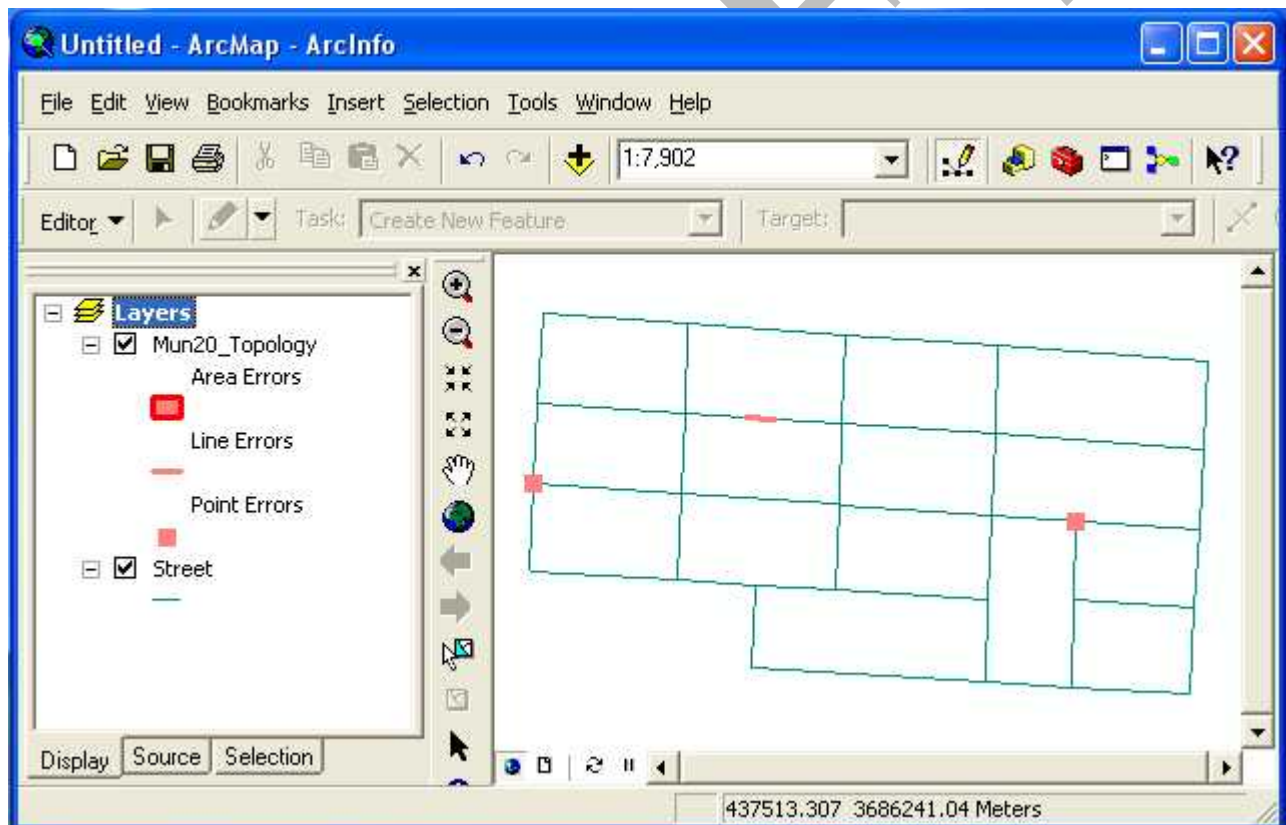 Untitled - ArcMap - ArcInfo
File Edit View Bookmarks Insert Selection Tools Window Help
1:7,902
Editor Task: Create New Feature Target:
Layers
Mun20_Topology
Area Errors
Line Errors
Point Errors
Street
Display Source Selection
437513.307 3686241.04 Meters